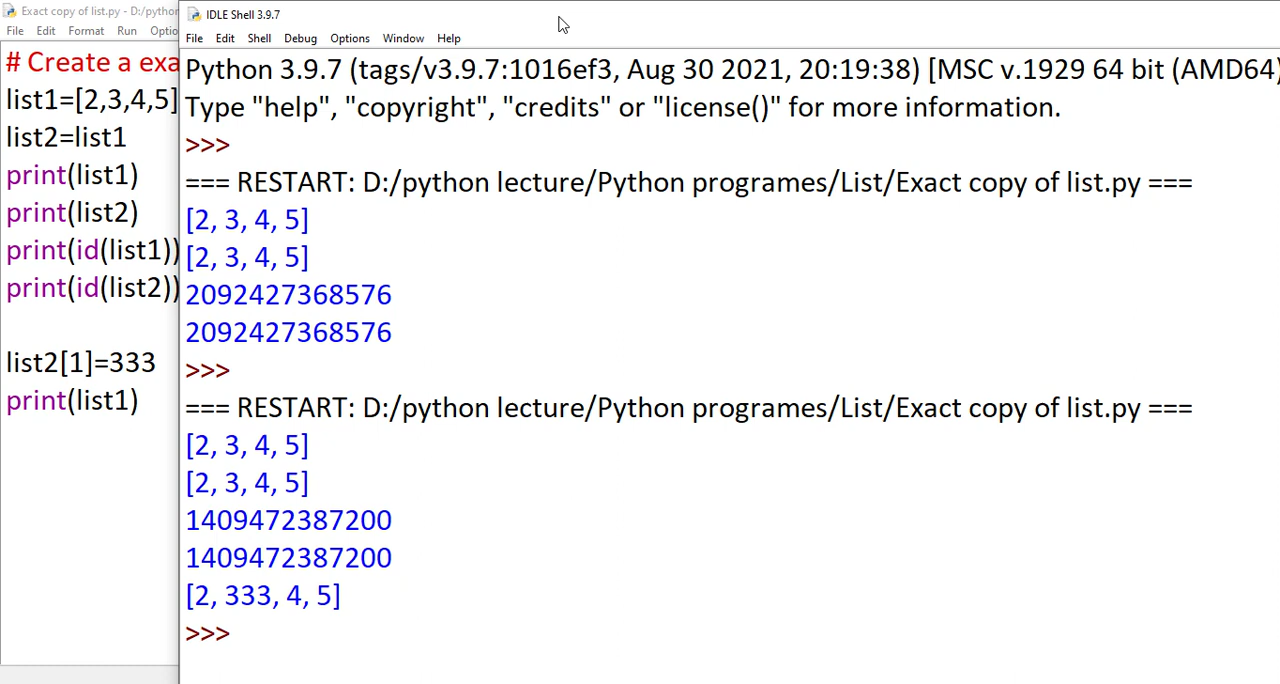 Exact copy of list.py - D:/python
File Edit Format Run Optio
# Create a exa
list1=[2,3,4,5]
list2=list1
print(list1)
print(list2)
print(id(list1))
print(id(list2))
list2[1]=333
print(list1)
IDLE Shell 3.9.7
File Edit Shell Debug Options Window Help
Python 3.9.7 (tags/v3.9.7:1016ef3, Aug 30 2021, 20:19:38) [MSC v.1929 64 bit (AMD64)
Type "help", "copyright", "credits" or "license()" for more information.
>>>
=== RESTART: D:/python lecture/Python programes/List/Exact copy of list.py ===
[2, 3, 4, 5]
[2, 3, 4, 5]
2092427368576
2092427368576
>>>
=== RESTART: D:/python lecture/Python programes/List/Exact copy of list.py ===
[2, 3, 4, 5]
[2, 3, 4, 5]
1409472387200
1409472387200
[2, 333, 4, 5]
>>>